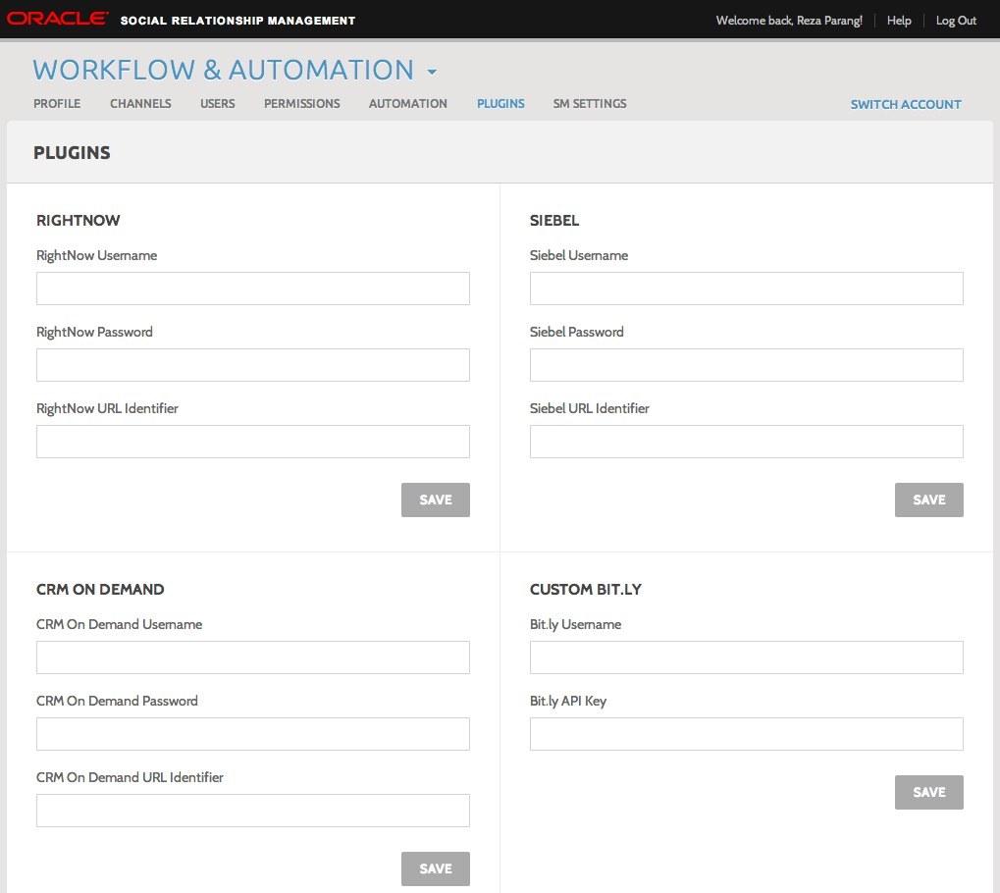 ORACLE SOCIAL RELATIONSHIP MANAGEMENT Welcome back, Reza Parang! Help Log Out
WORKFLOW & AUTOMATION
PROFILE CHANNELS USERS PERMISSIONS AUTOMATION PLUGINS SM SETTINGS SWITCH ACCOUNT
PLUGINS
RIGHTNOW
RightNow Username
RightNow Password
RightNow URL Identifier
SAVE
SIEBEL
Siebel Username
Siebel Password
Siebel URL Identifier
SAVE
CRM ON DEMAND
CRM On Demand Username
CRM On Demand Password
CRM On Demand URL Identifier
SAVE
CUSTOM BIT.LY
Bit.ly Username
Bit.ly API Key
SAVE